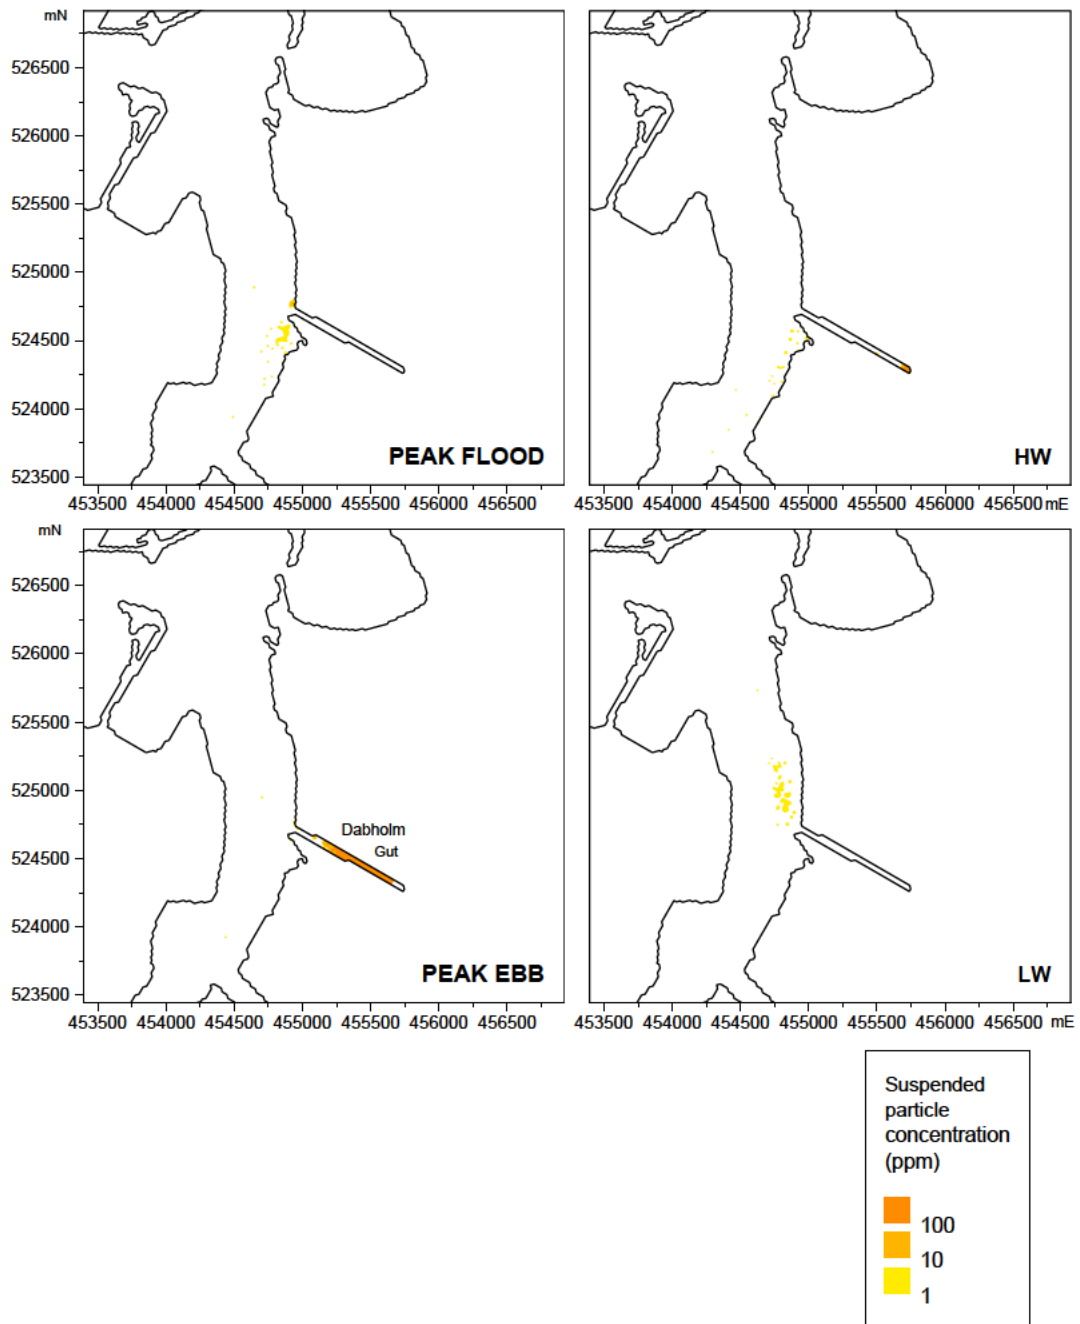 mN
526500
526000
525500
525000
524500
524000
523500
PEAK FLOOD
HW
453500 454000 454500 455000 455500 456000 456500
453500 454000 454500 455000 455500 456000 456500 mE
mN
526500
526000
525500
525000
524500
524000
523500
Dabholm
Gut
PEAK EBB
LW
453500 454000 454500 455000 455500 456000 456500
453500 454000 454500 455000 455500 456000 456500 mE
Suspended
particle
concentration
(ppm)
100
10
1